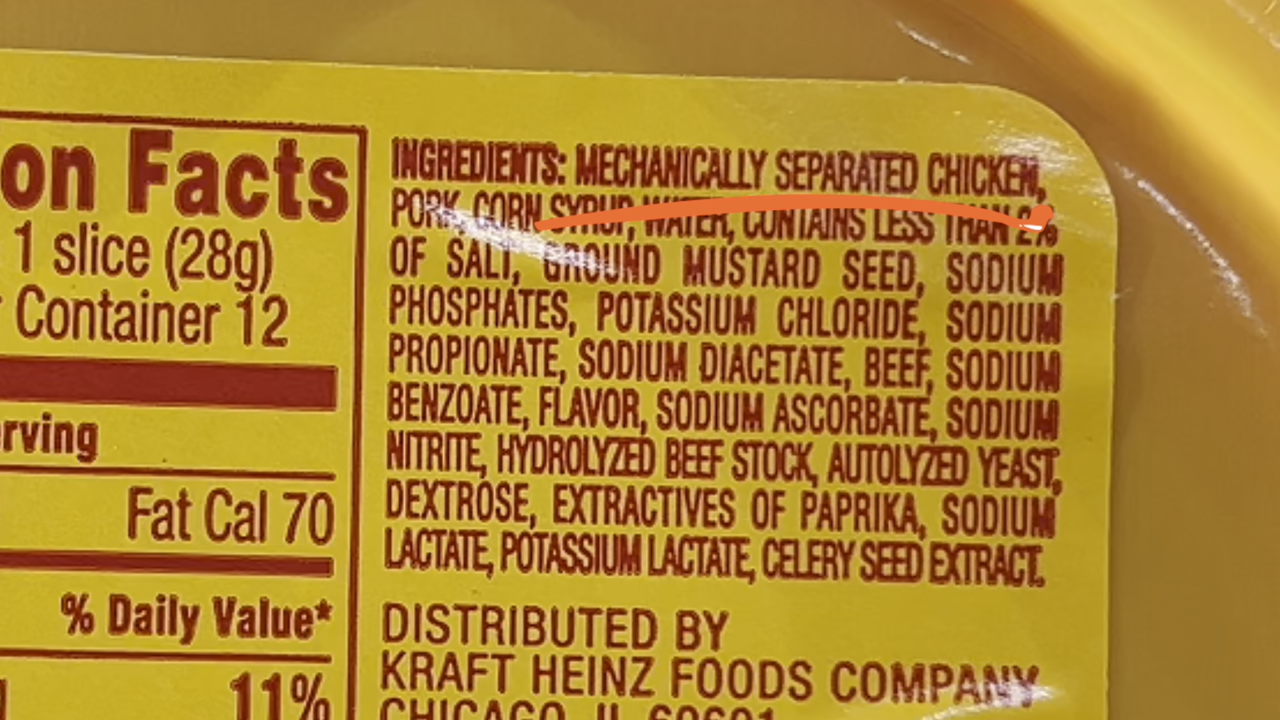 on Facts
1 slice (28g)
Container 12
rving
Fat Cal 70
% Daily Value*
11%
INGREDIENTS: MECHANICALLY SEPARATED CHICKEN,
PORK, CORN SYRUP, WATER, CONTAINS LESS THAN 2%
OF SALT, GROUND MUSTARD SEED, SODIUM
PHOSPHATES, POTASSIUM CHLORIDE, SODIUM
PROPIONATE, SODIUM DIACETATE, BEEF, SODIUM
BENZOATE, FLAVOR, SODIUM ASCORBATE, SODIUM
NITRITE, HYDROLYZED BEEF STOCK, AUTOLYZED YEAST,
DEXTROSE, EXTRACTIVES OF PAPRIKA, SODIUM
LACTATE, POTASSIUM LACTATE, CELERY SEED EXTRACT.
DISTRIBUTED BY
KRAFT HEINZ FOODS COMPANY
CHICAGO, IL 60601